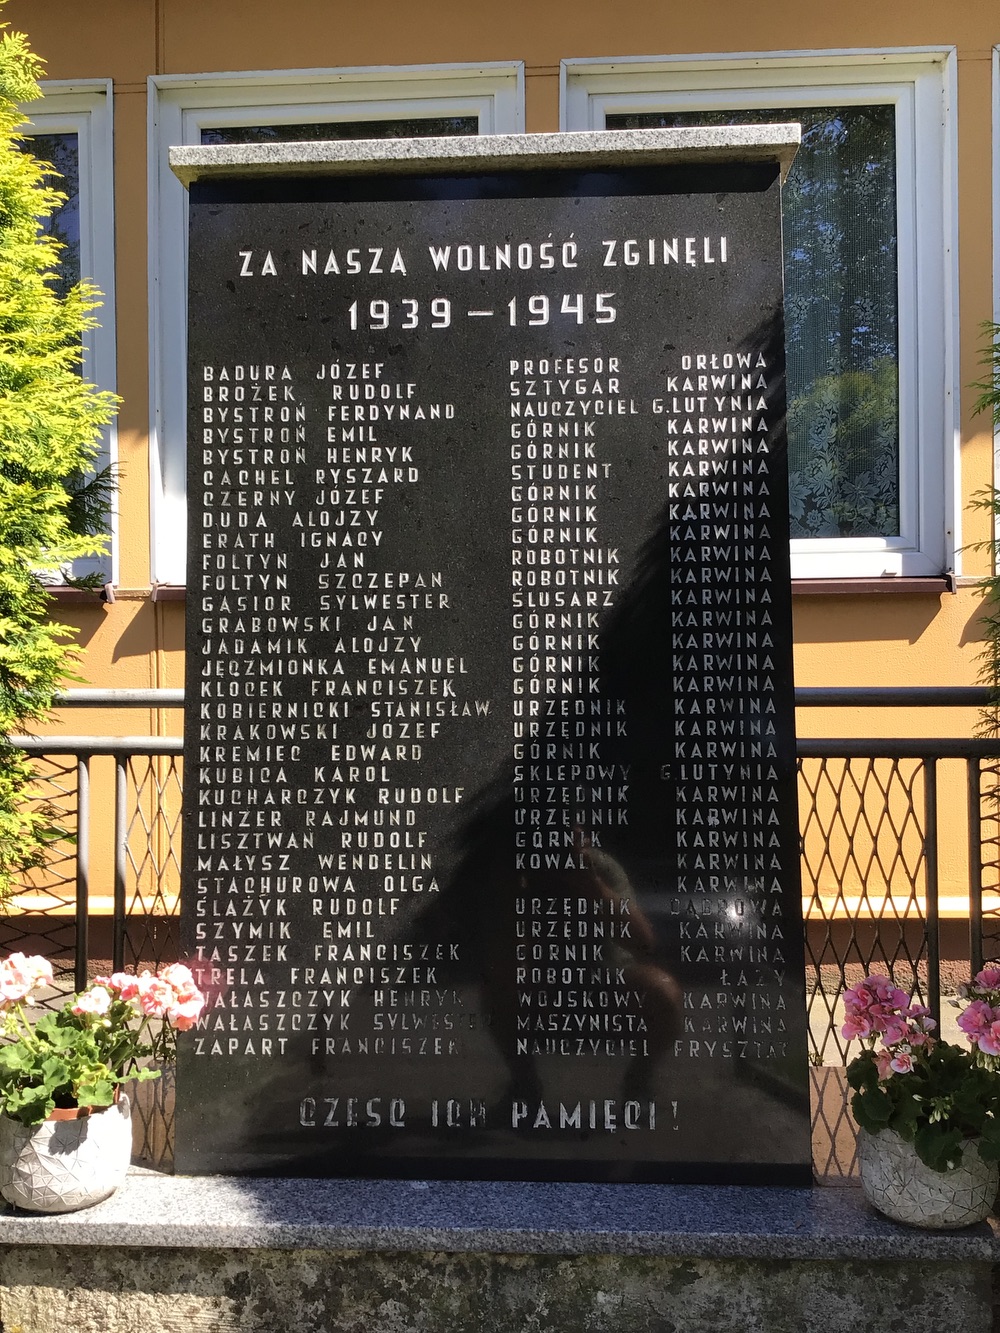 ZA NASZĄ WOLNOŚĆ ZGINĘLI
1939 – 1945
BADURA JÓZEF PROFESOR ORŁOWA
BROŻEK RUDOLF SZTYGAR KARWINA
BYSTROŃ FERDYNAND NAUCZYCIEL G.LUTYNIA
BYSTROŃ EMIL GÓRNIK KARWINA
BYSTROŃ HENRYK GÓRNIK KARWINA
CACHEL RYSZARD STUDENT KARWINA
CZERNY JÓZEF GÓRNIK KARWINA
DUDA ALOJZY GÓRNIK KARWINA
ERATH IGNACY GÓRNIK KARWINA
FOLTYN JAN ROBOTNIK KARWINA
FOLTYN SZCZEPAN ROBOTNIK KARWINA
GASIOR SYLWESTER ŚLUSARZ KARWINA
GRABOWSKI JAN GÓRNIK KARWINA
JADAMIK ALOJZY GÓRNIK KARWINA
JĘCZMIONKA EMANUEL GÓRNIK KARWINA
KLOCEK FRANCISZEK GÓRNIK KARWINA
KOBIERNICKI STANISŁAW URZĘDNIK KARWINA
KRAKOWSKI JÓZEF URZĘDNIK KARWINA
KREMIEC EDWARD GÓRNIK KARWINA
KUBICA KAROL SKLEPOWY G.LUTYNIA
KUCHARCZYK RUDOLF URZĘDNIK KARWINA
LINZER RAJMUND URZĘDNIK KARWINA
LISZTWAN RUDOLF GÓRNIK KARWINA
MAŁYSZ WENDELIN KOWAL KARWINA
STACHUROWA OLGA KARWINA
ŚLAŻYK RUDOLF URZĘDNIK DĄBROWA
SZYMIK EMIL URZĘDNIK KARWINA
TASZEK FRANCISZEK GÓRNIK KARWINA
TRELA FRANCISZEK ROBOTNIK ŁAZY
WAŁASZCZYK HENRYK WOJSKOWY KARWINA
WAŁASZCZYK SYLWESTER MASZYNISTA KARWINA
ZAPART FRANCISZEK NAUCZYCIEL FRYSZTAT
CZEŚĆ ICH PAMIĘCI!